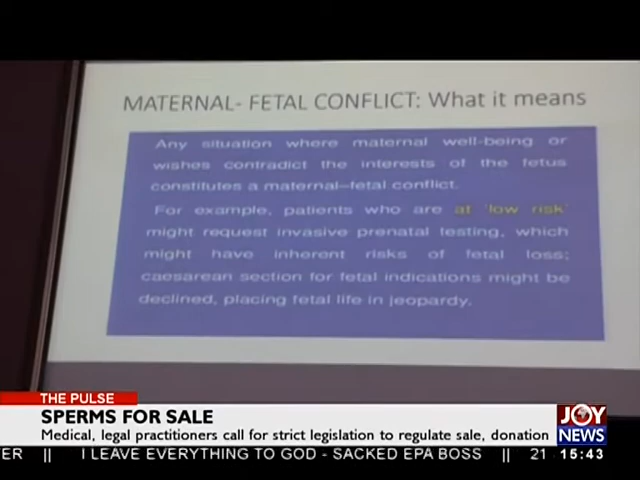 MATERNAL- FETAL CONFLICT: What it means
Any situation where maternal well-being or
wishes contradict the interests of the fetus
constitutes a maternal–fetal conflict.
For example, patients who are at 'low risk'
might request invasive prenatal testing, which
might have inherent risks of fetal loss;
caesarean section for fetal indications might be
declined, placing fetal life in jeopardy.
THE PULSE
SPERMS FOR SALE
Medical, legal practitioners call for strict legislation to regulate sale, donation
JOY
NEWS
TER || I LEAVE EVERYTHING TO GOD - SACKED EPA BOSS || 21 15:43